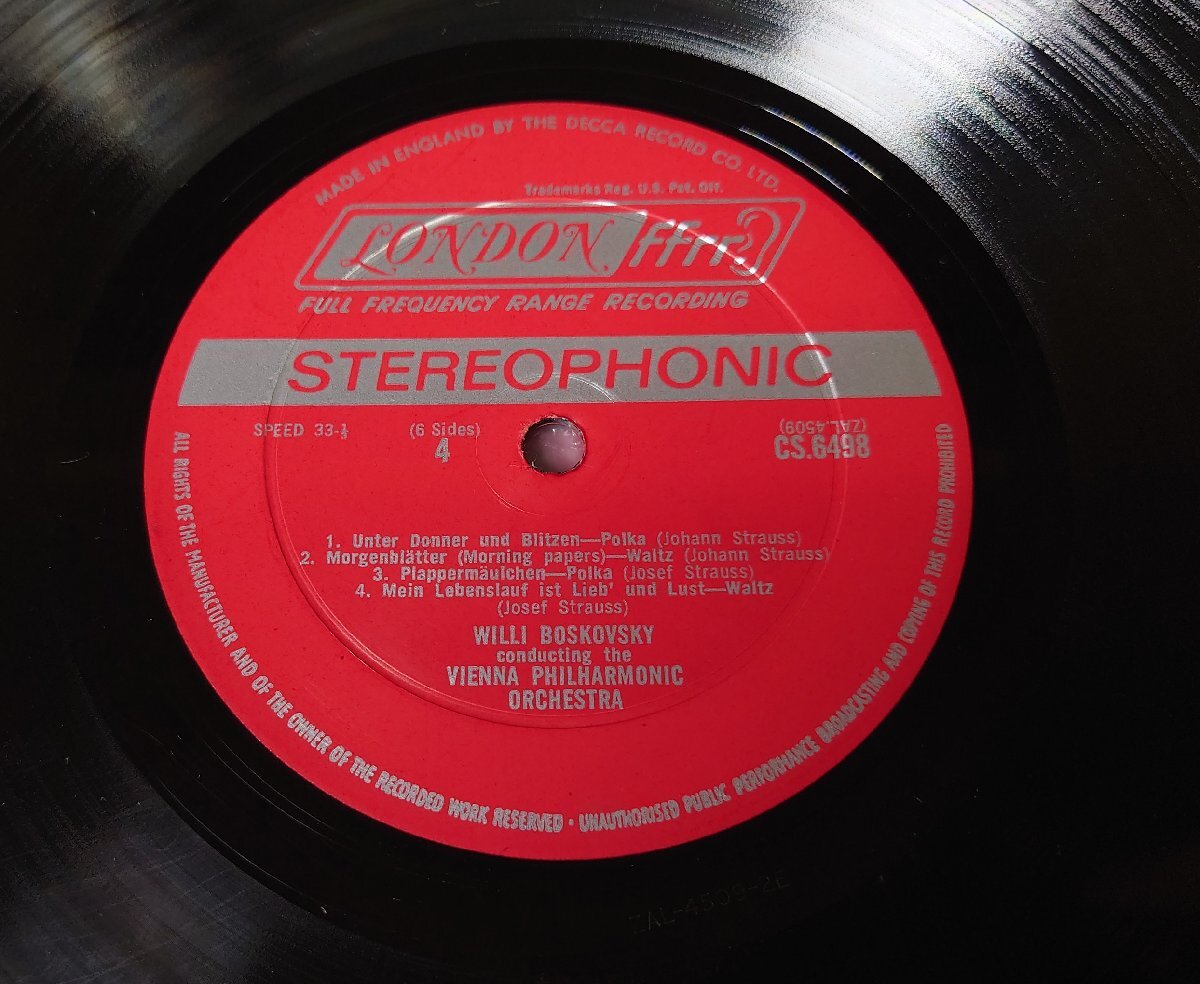 MADE IN ENGLAND BY THE DECCA RECORD CO. LTD.
Trademarks Reg. U.S. Pat. Off.
LONDON ffrr
FULL FREQUENCY RANGE RECORDING
STEREOPHONIC
SPEED 33-⅓
(6 Sides)
4
(ZAL.4509)
CS.6498
1. Unter Donner und Blitzen—Polka (Johann Strauss)
2. Morgenblätter (Morning papers)—Waltz (Johann Strauss)
3. Plappermäulchen—Polka (Josef Strauss)
4. Mein Lebenslauf ist Lieb' und Lust—Waltz
(Josef Strauss)
WILLI BOSKOVSKY
conducting the
VIENNA PHILHARMONIC
ORCHESTRA
ALL RIGHTS OF THE MANUFACTURER AND OF THE OWNER OF THE RECORDED WORK RESERVED · UNAUTHORISED PUBLIC PERFORMANCE BROADCASTING AND COPYING OF THIS RECORD PROHIBITED
ZAL-4509-2E